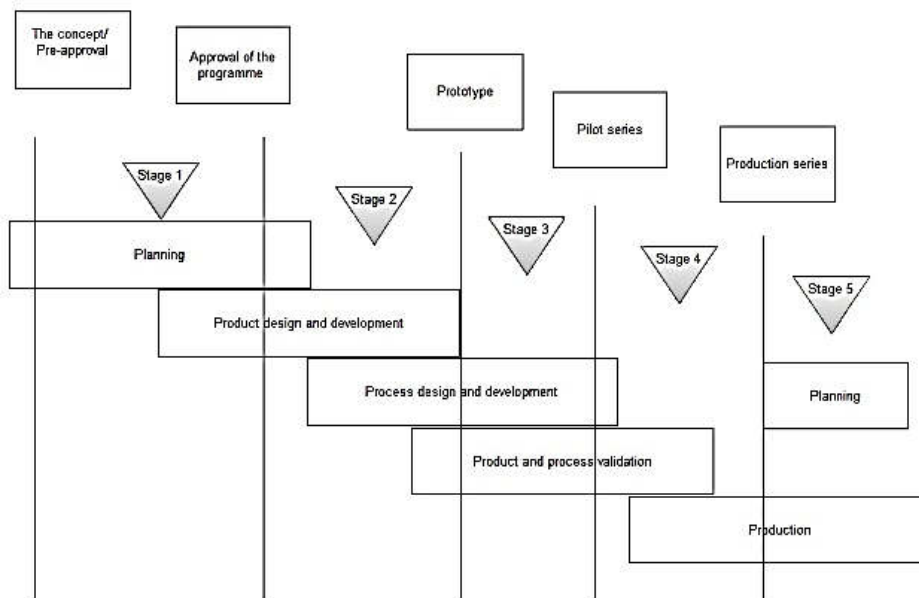 The concept/
Pre-approval
Approval of the
programme
Prototype
Pilot series
Production series
Stage 1
Stage 2
Stage 3
Stage 4
Stage 5
Planning
Product design and development
Process design and development
Planning
Product and process validation
Production